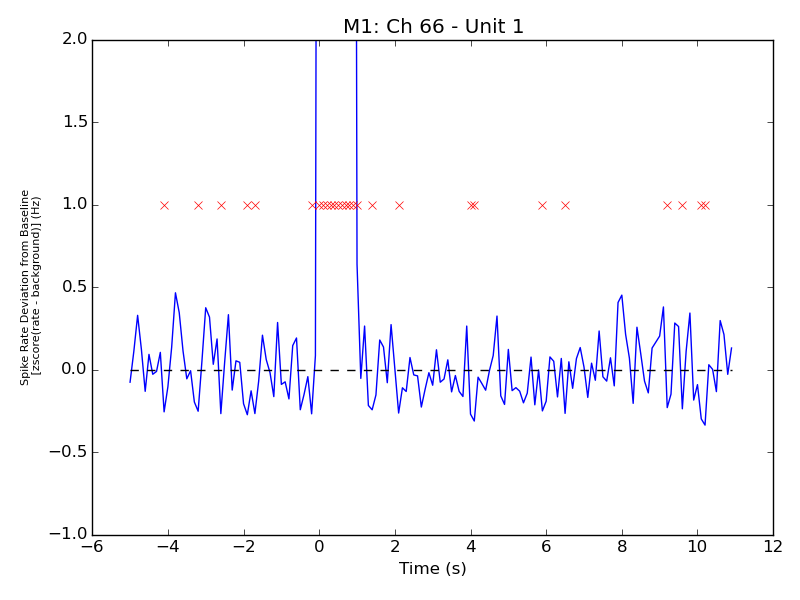 M1: Ch 66 - Unit 1
2.0
1.5
1.0
0.5
0.0
−0.5
−1.0
Spike Rate Deviation from Baseline
[zscore(rate - background)] (Hz)
−6 −4 −2 0 2 4 6 8 10 12
Time (s)